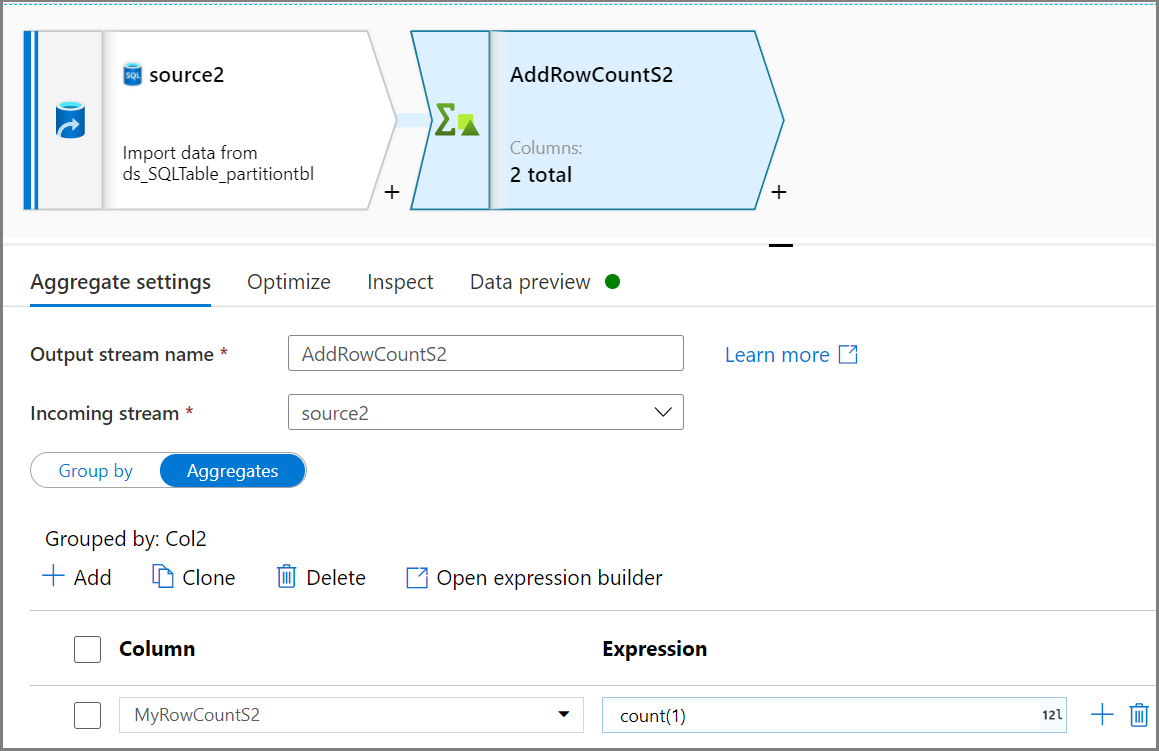 SQL source2
Import data from
ds_SQLTable_partitiontbl
+
AddRowCountS2
Columns:
2 total
+
Aggregate settings Optimize Inspect Data preview
Output stream name * AddRowCountS2 Learn more
Incoming stream * source2
Group by Aggregates
Grouped by: Col2
Add Clone Delete Open expression builder
Column Expression
MyRowCountS2 count(1) 12l